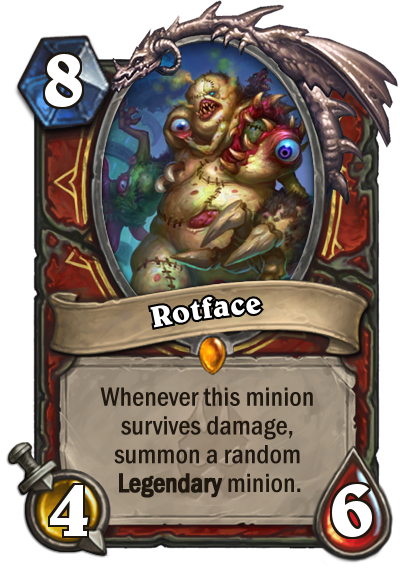 8
Rotface
Whenever this minion
survives damage,
summon a random
Legendary minion.
4
6